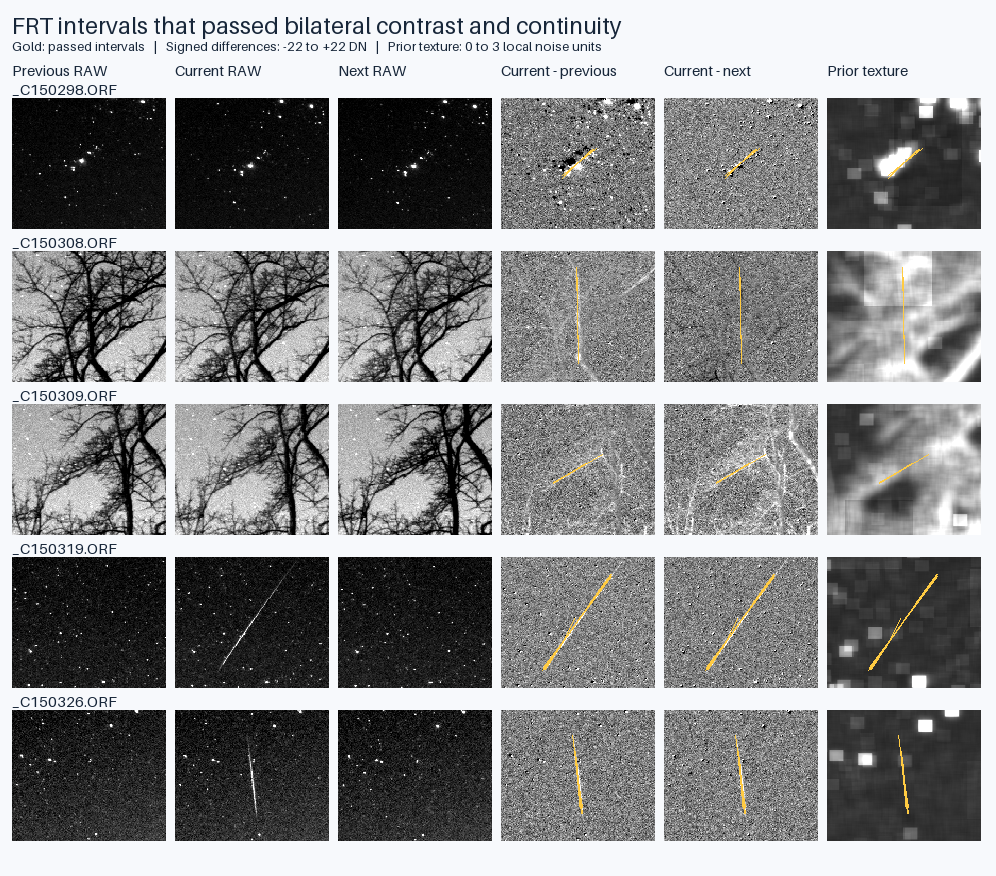 FRT intervals that passed bilateral contrast and continuity
Gold: passed intervals | Signed differences: -22 to +22 DN | Prior texture: 0 to 3 local noise units
Previous RAW Current RAW Next RAW Current - previous Current - next Prior texture
_C150298.ORF
_C150308.ORF
_C150309.ORF
_C150319.ORF
_C150326.ORF